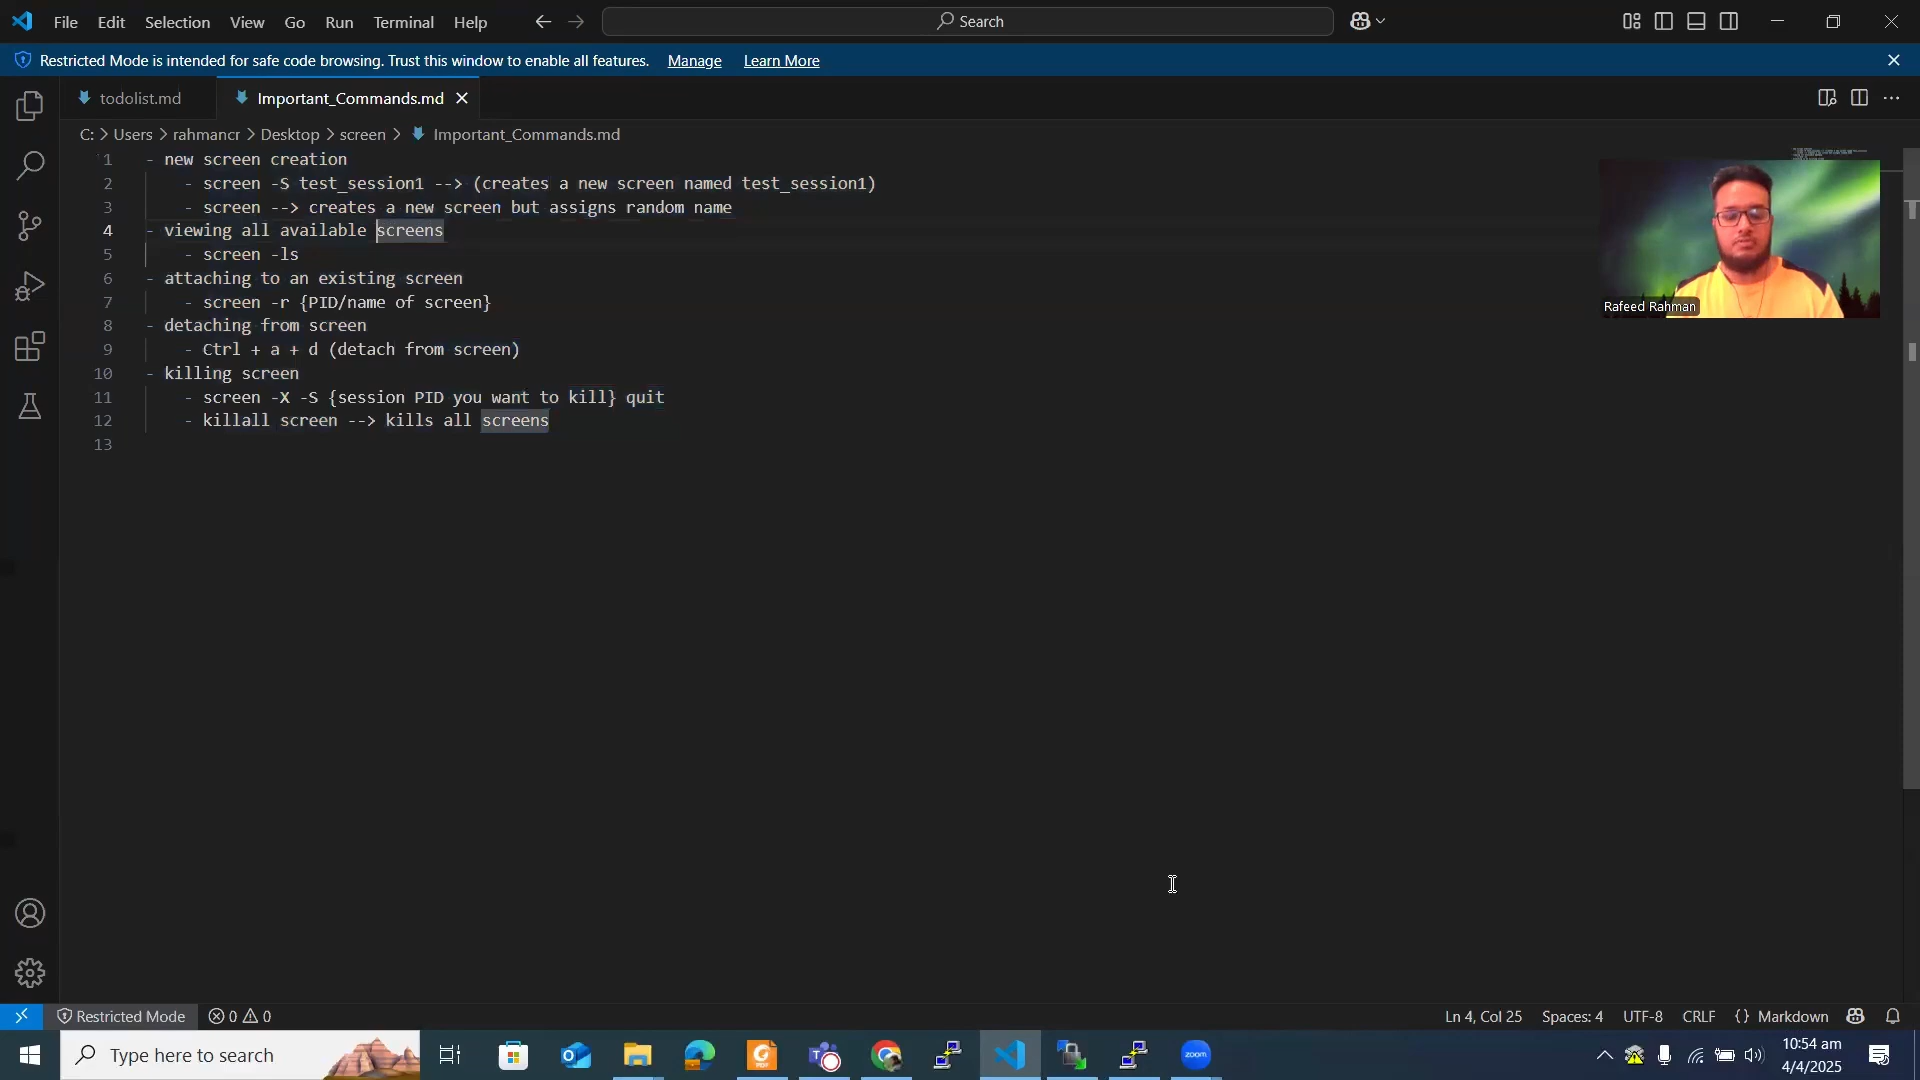 File Edit Selection View Go Run Terminal Help Search
Restricted Mode is intended for safe code browsing. Trust this window to enable all features. Manage Learn More
todolist.md Important_Commands.md
C: > Users > rahmancr > Desktop > screen > Important_Commands.md
1 - new screen creation
2 - screen -S test_session1 --> (creates a new screen named test_session1)
3 - screen --> creates a new screen but assigns random name
4 - viewing all available screens
5 - screen -ls
6 - attaching to an existing screen
7 - screen -r {PID/name of screen}
8 - detaching from screen
9 - Ctrl + a + d (detach from screen)
10 - killing screen
11 - screen -X -S {session PID you want to kill} quit
12 - killall screen --> kills all screens
13
Rafeed Rahman
Restricted Mode 0 0 Ln 4, Col 25 Spaces: 4 UTF-8 CRLF {} Markdown
Type here to search
zoom
10:54 am
4/4/2025